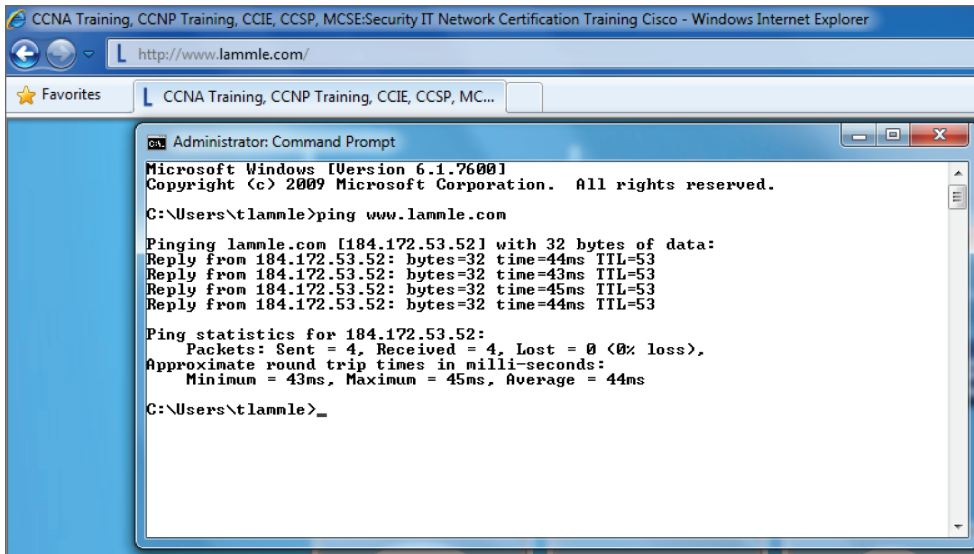 CCNA Training, CCNP Training, CCIE, CCSP, MCSE:Security IT Network Certification Training Cisco - Windows Internet Explorer
http://www.lammle.com/
Favorites
CCNA Training, CCNP Training, CCIE, CCSP, MC...
Administrator: Command Prompt
Microsoft Windows [Version 6.1.7600]
Copyright (c) 2009 Microsoft Corporation.  All rights reserved.
C:\Users\tlammle>ping www.lammle.com
Pinging lammle.com [184.172.53.52] with 32 bytes of data:
Reply from 184.172.53.52: bytes=32 time=44ms TTL=53
Reply from 184.172.53.52: bytes=32 time=43ms TTL=53
Reply from 184.172.53.52: bytes=32 time=45ms TTL=53
Reply from 184.172.53.52: bytes=32 time=44ms TTL=53
Ping statistics for 184.172.53.52:
    Packets: Sent = 4, Received = 4, Lost = 0 (0% loss),
Approximate round trip times in milli-seconds:
    Minimum = 43ms, Maximum = 45ms, Average = 44ms
C:\Users\tlammle>_